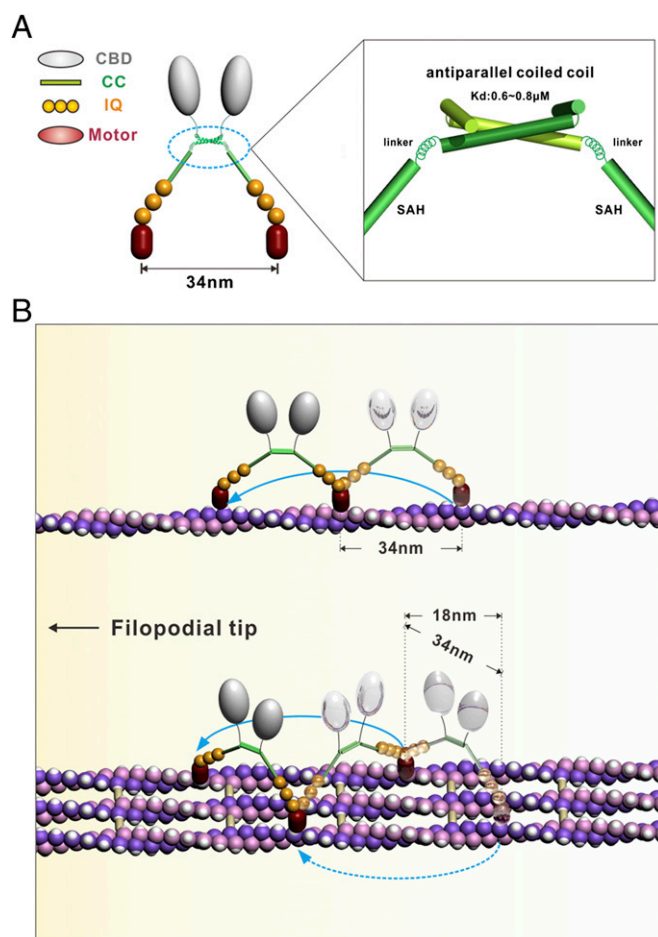 A
CBD
CC
IQ
Motor
34nm
antiparallel coiled coil
Kd:0.6~0.8μM
linker
linker
SAH
SAH
B
34nm
18nm
34nm
Filopodial tip